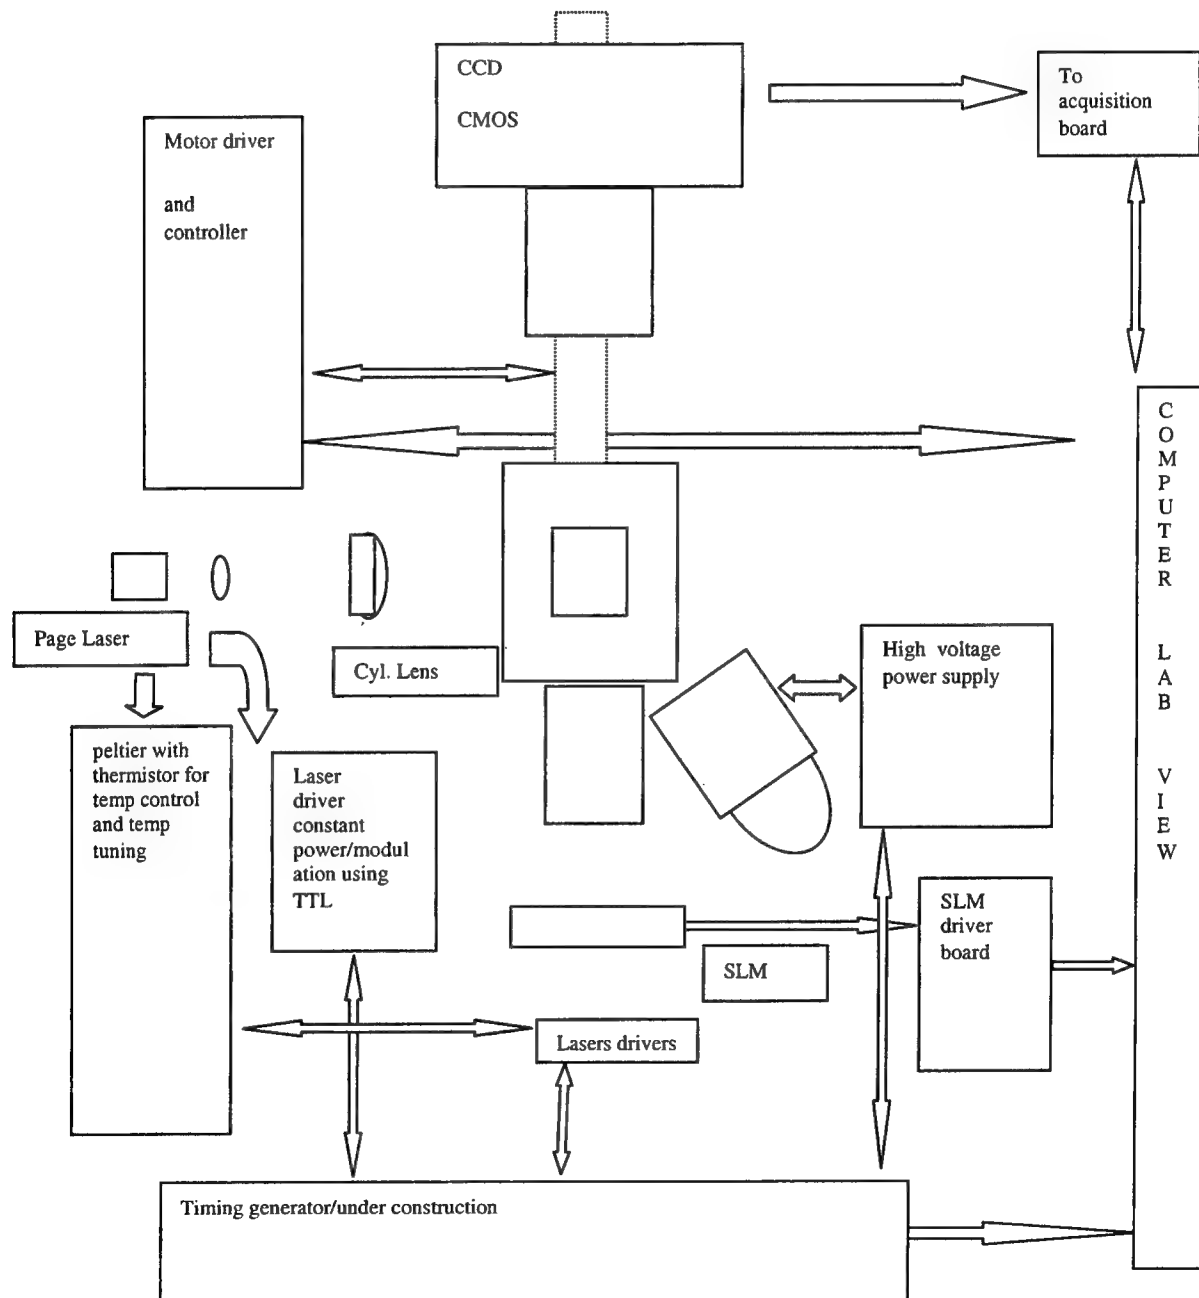 CCD
CMOS
To
acquisition
board
Motor driver
and
controller
C
O
M
P
U
T
E
R
L
A
B
V
I
E
W
Page Laser
Cyl. Lens
High voltage
power supply
peltier with
thermistor for
temp control
and temp
tuning
Laser
driver
constant
power/modul
ation using
TTL
SLM
driver
board
SLM
Lasers drivers
Timing generator/under construction